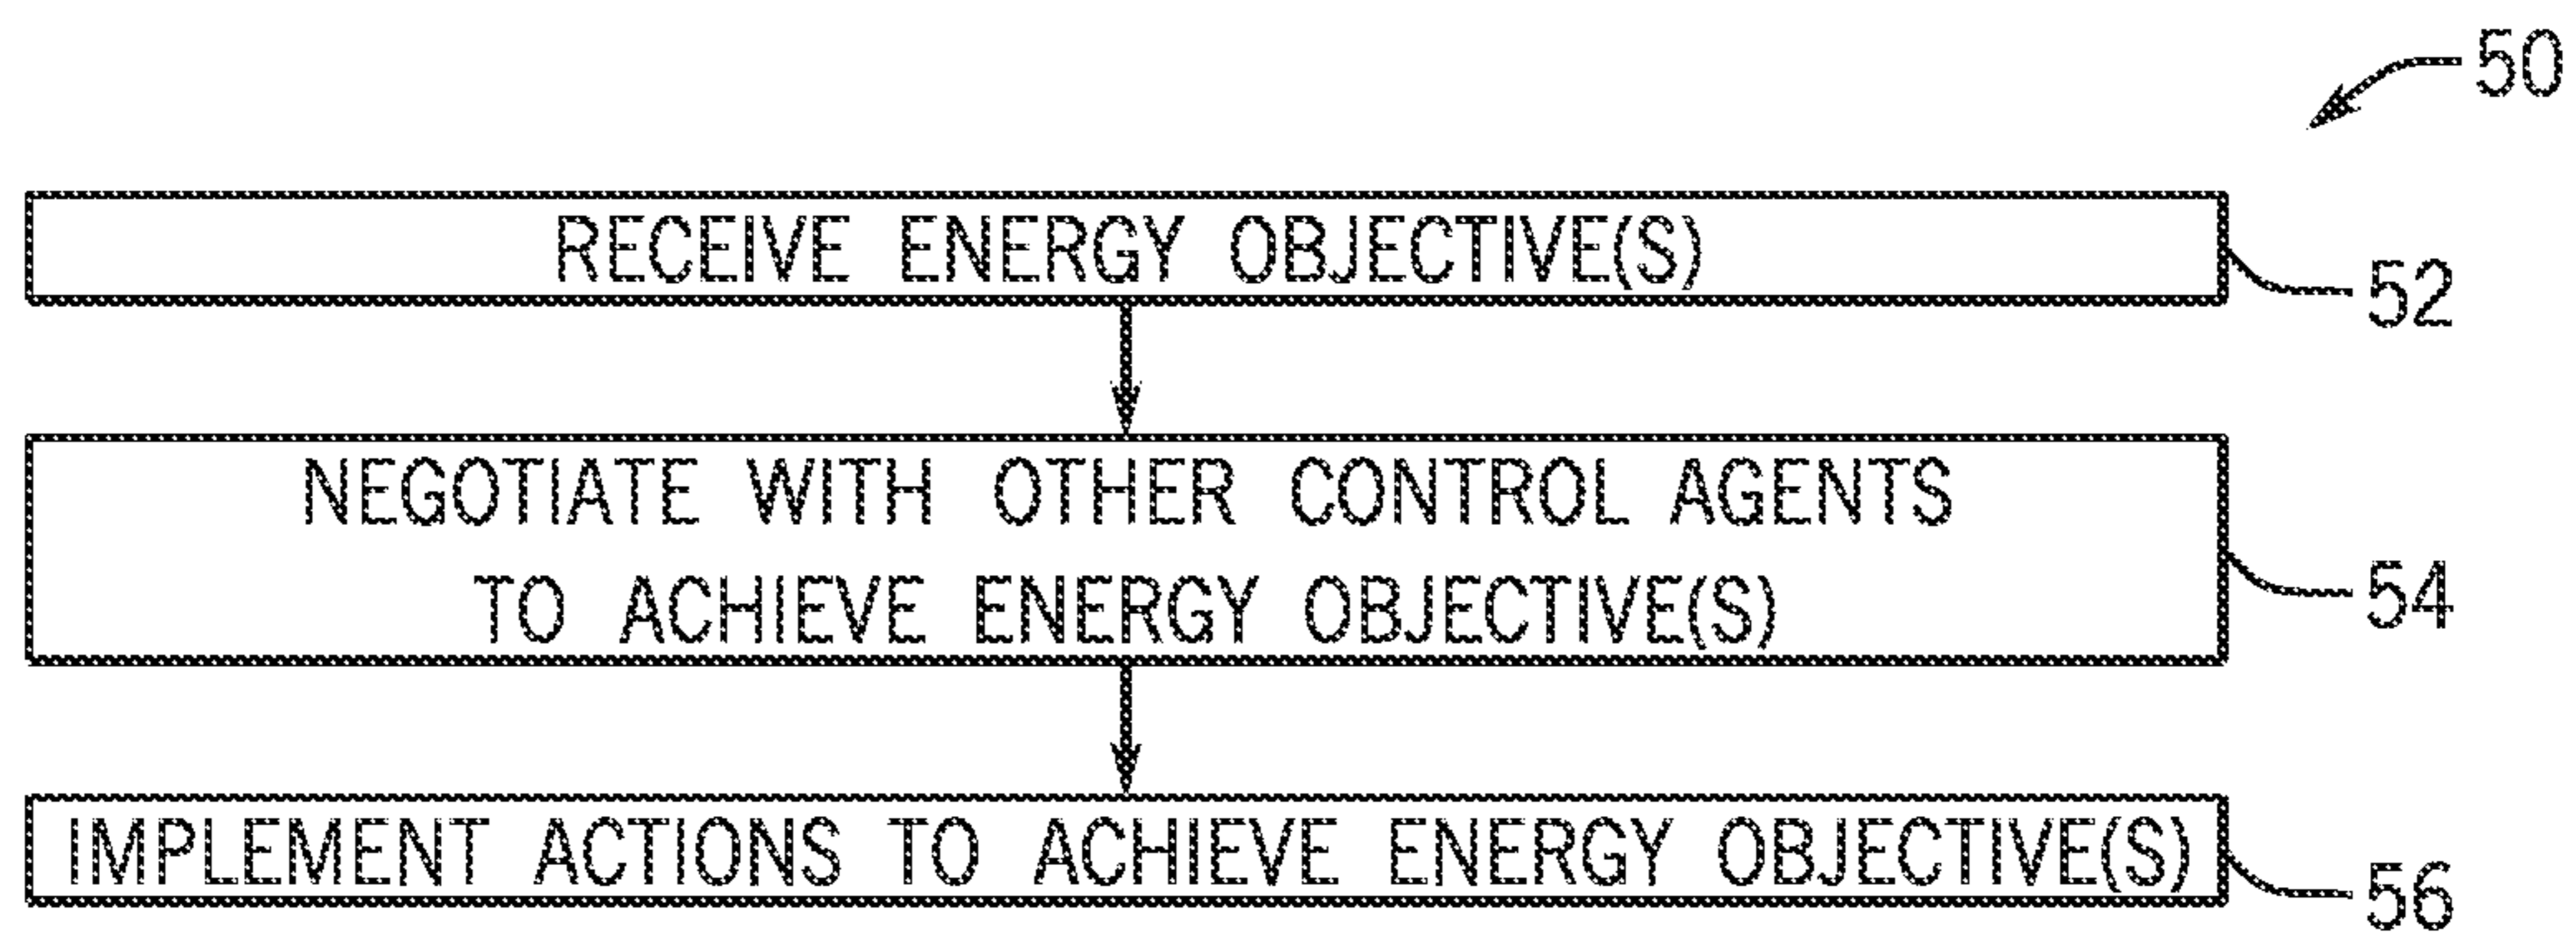 50
RECEIVE ENERGY OBJECTIVE(S)
52
NEGOTIATE WITH OTHER CONTROL AGENTS
TO ACHIEVE ENERGY OBJECTIVE(S)
54
IMPLEMENT ACTIONS TO ACHIEVE ENERGY OBJECTIVE(S)
56